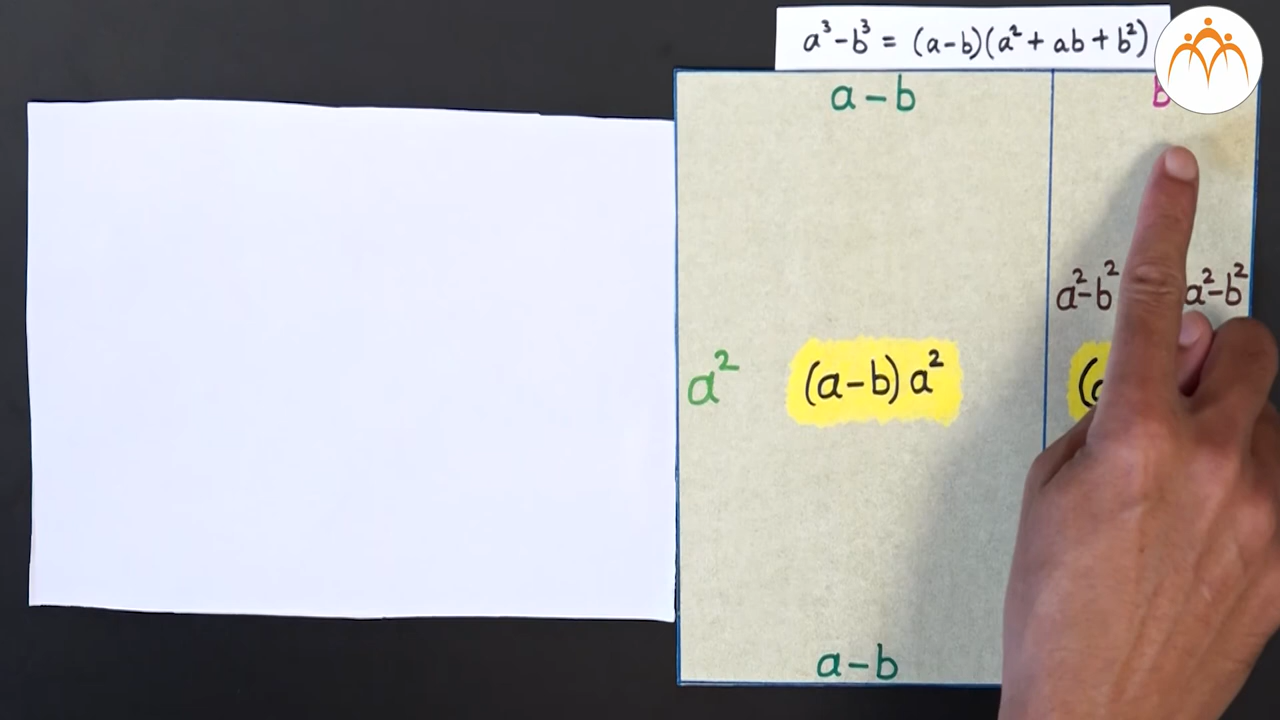 a³-b³ = (a-b)(a²+ab+b²)
a-b
b
a²-b² a²-b²
a² (a-b)a²
a-b